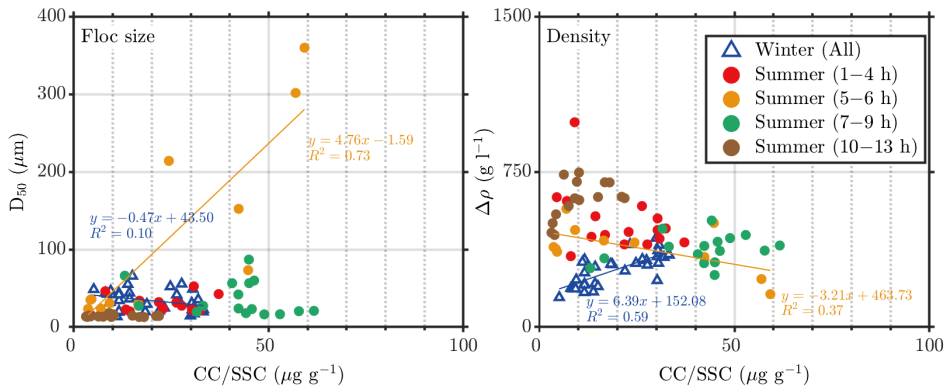 Floc size
400
300
200
100
0
D₅₀ (μm)
y = 4.76x−1.59
R² = 0.73
y = −0.47x + 43.50
R² = 0.10
0
50
100
CC/SSC (μg g⁻¹)
Density
1500
750
0
Δρ (g l⁻¹)
Winter (All)
Summer (1−4 h)
Summer (5−6 h)
Summer (7−9 h)
Summer (10−13 h)
y = 6.39x + 152.08
R² = 0.59
y = −3.21x + 463.73
R² = 0.37
0
50
100
CC/SSC (μg g⁻¹)